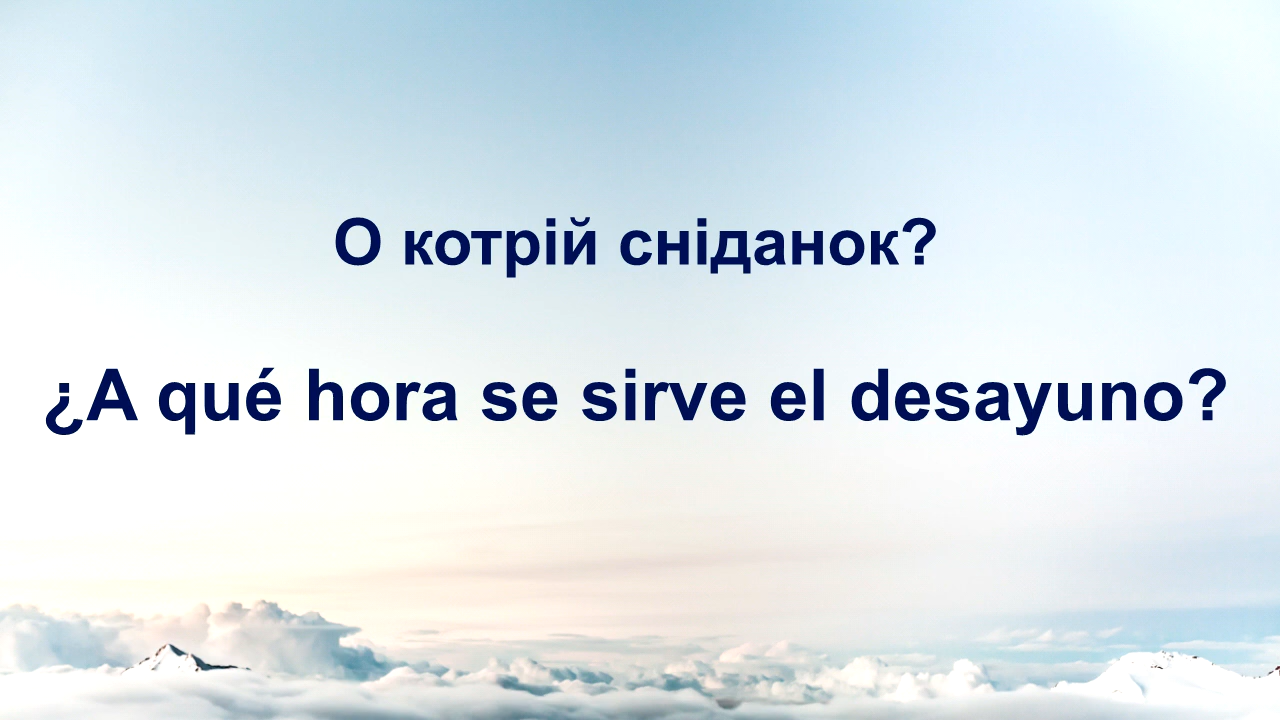 О котрій сніданок?
¿A qué hora se sirve el desayuno?